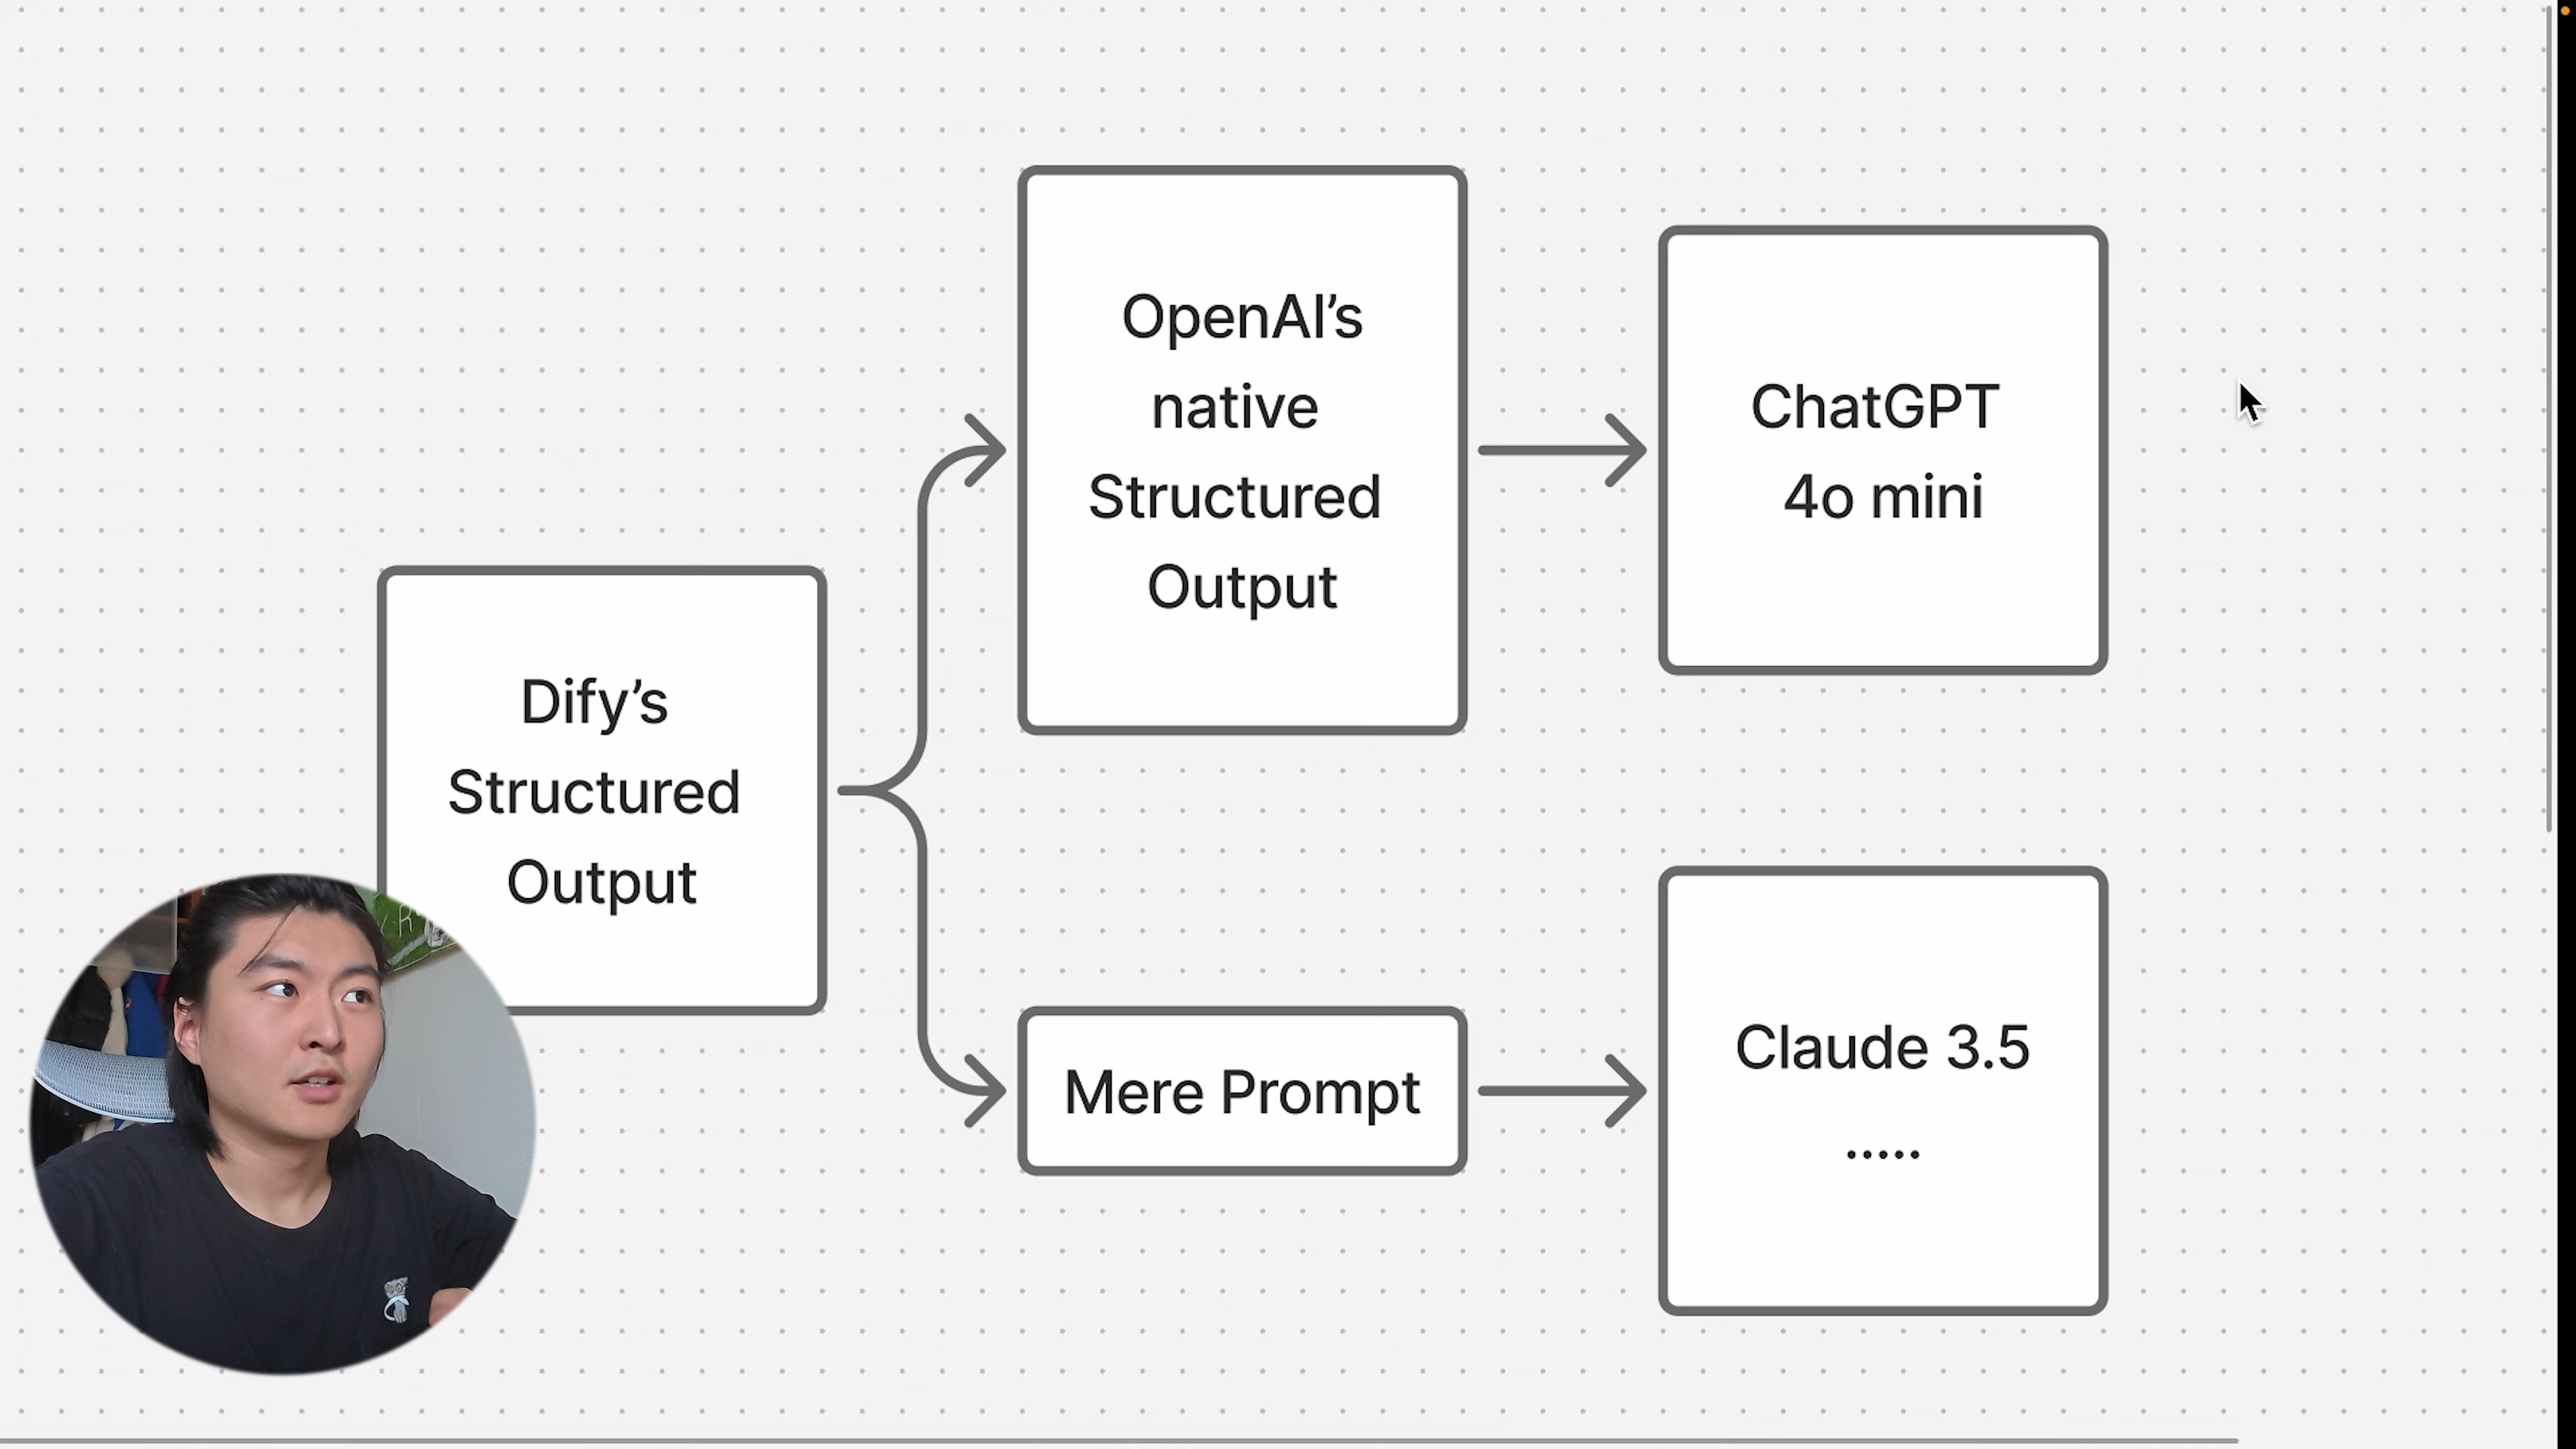 OpenAI’s
native
Structured
Output
ChatGPT
4o mini
Dify’s
Structured
Output
Mere Prompt
Claude 3.5
.....